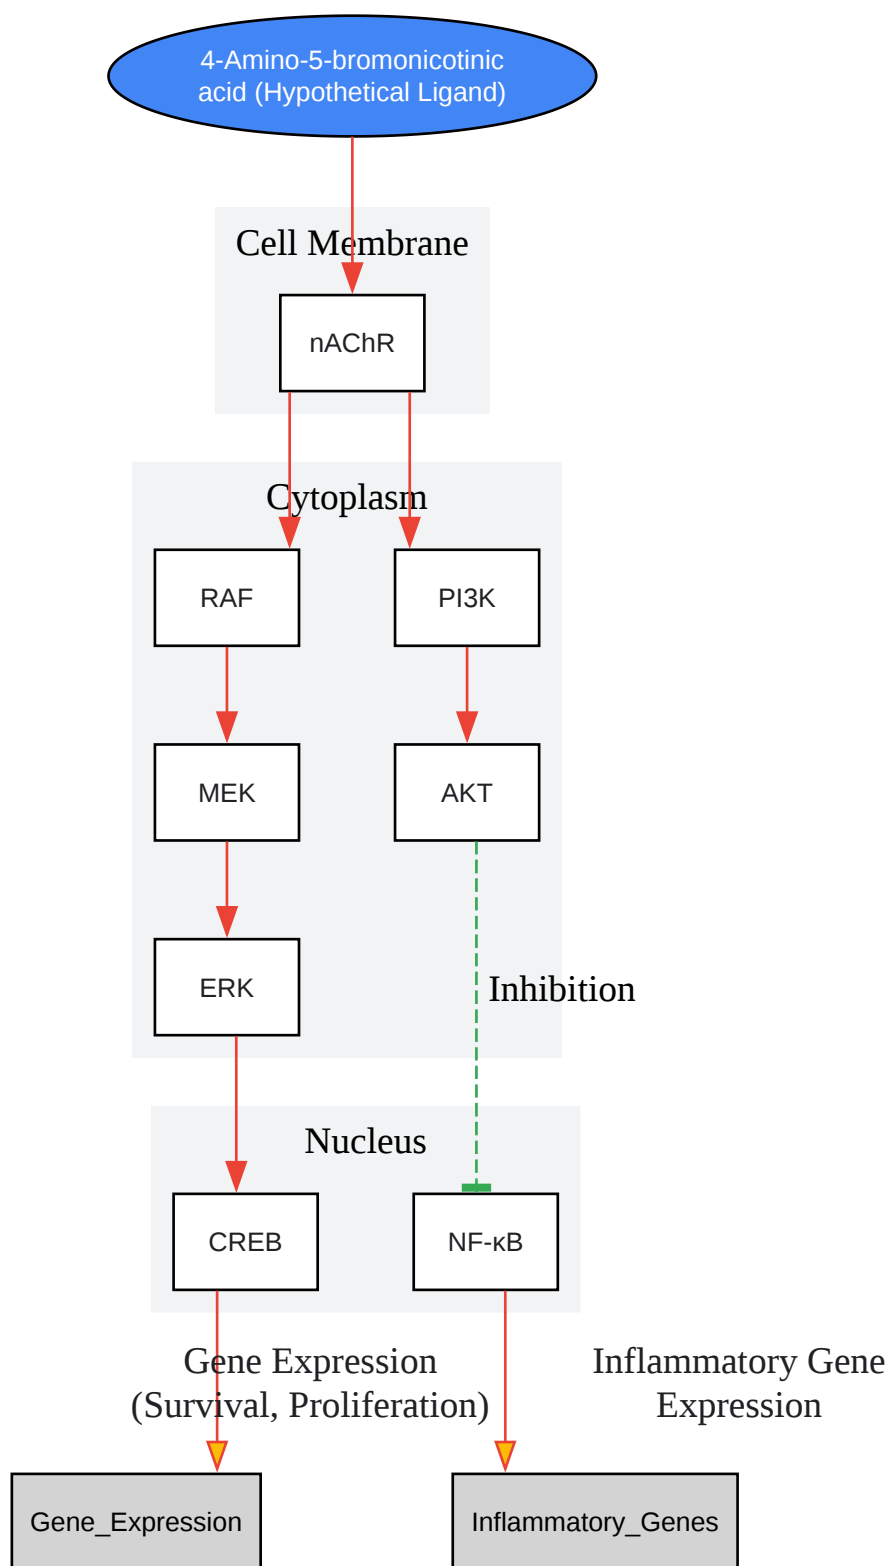 4-Amino-5-bromonicotinic
acid (Hypothetical Ligand)
Cell Membrane
nAChR
Cytoplasm
RAF
PI3K
MEK
AKT
ERK
Inhibition
Nucleus
CREB
NF-κB
Gene Expression
(Survival, Proliferation)
Inflammatory Gene
Expression
Gene_Expression
Inflammatory_Genes